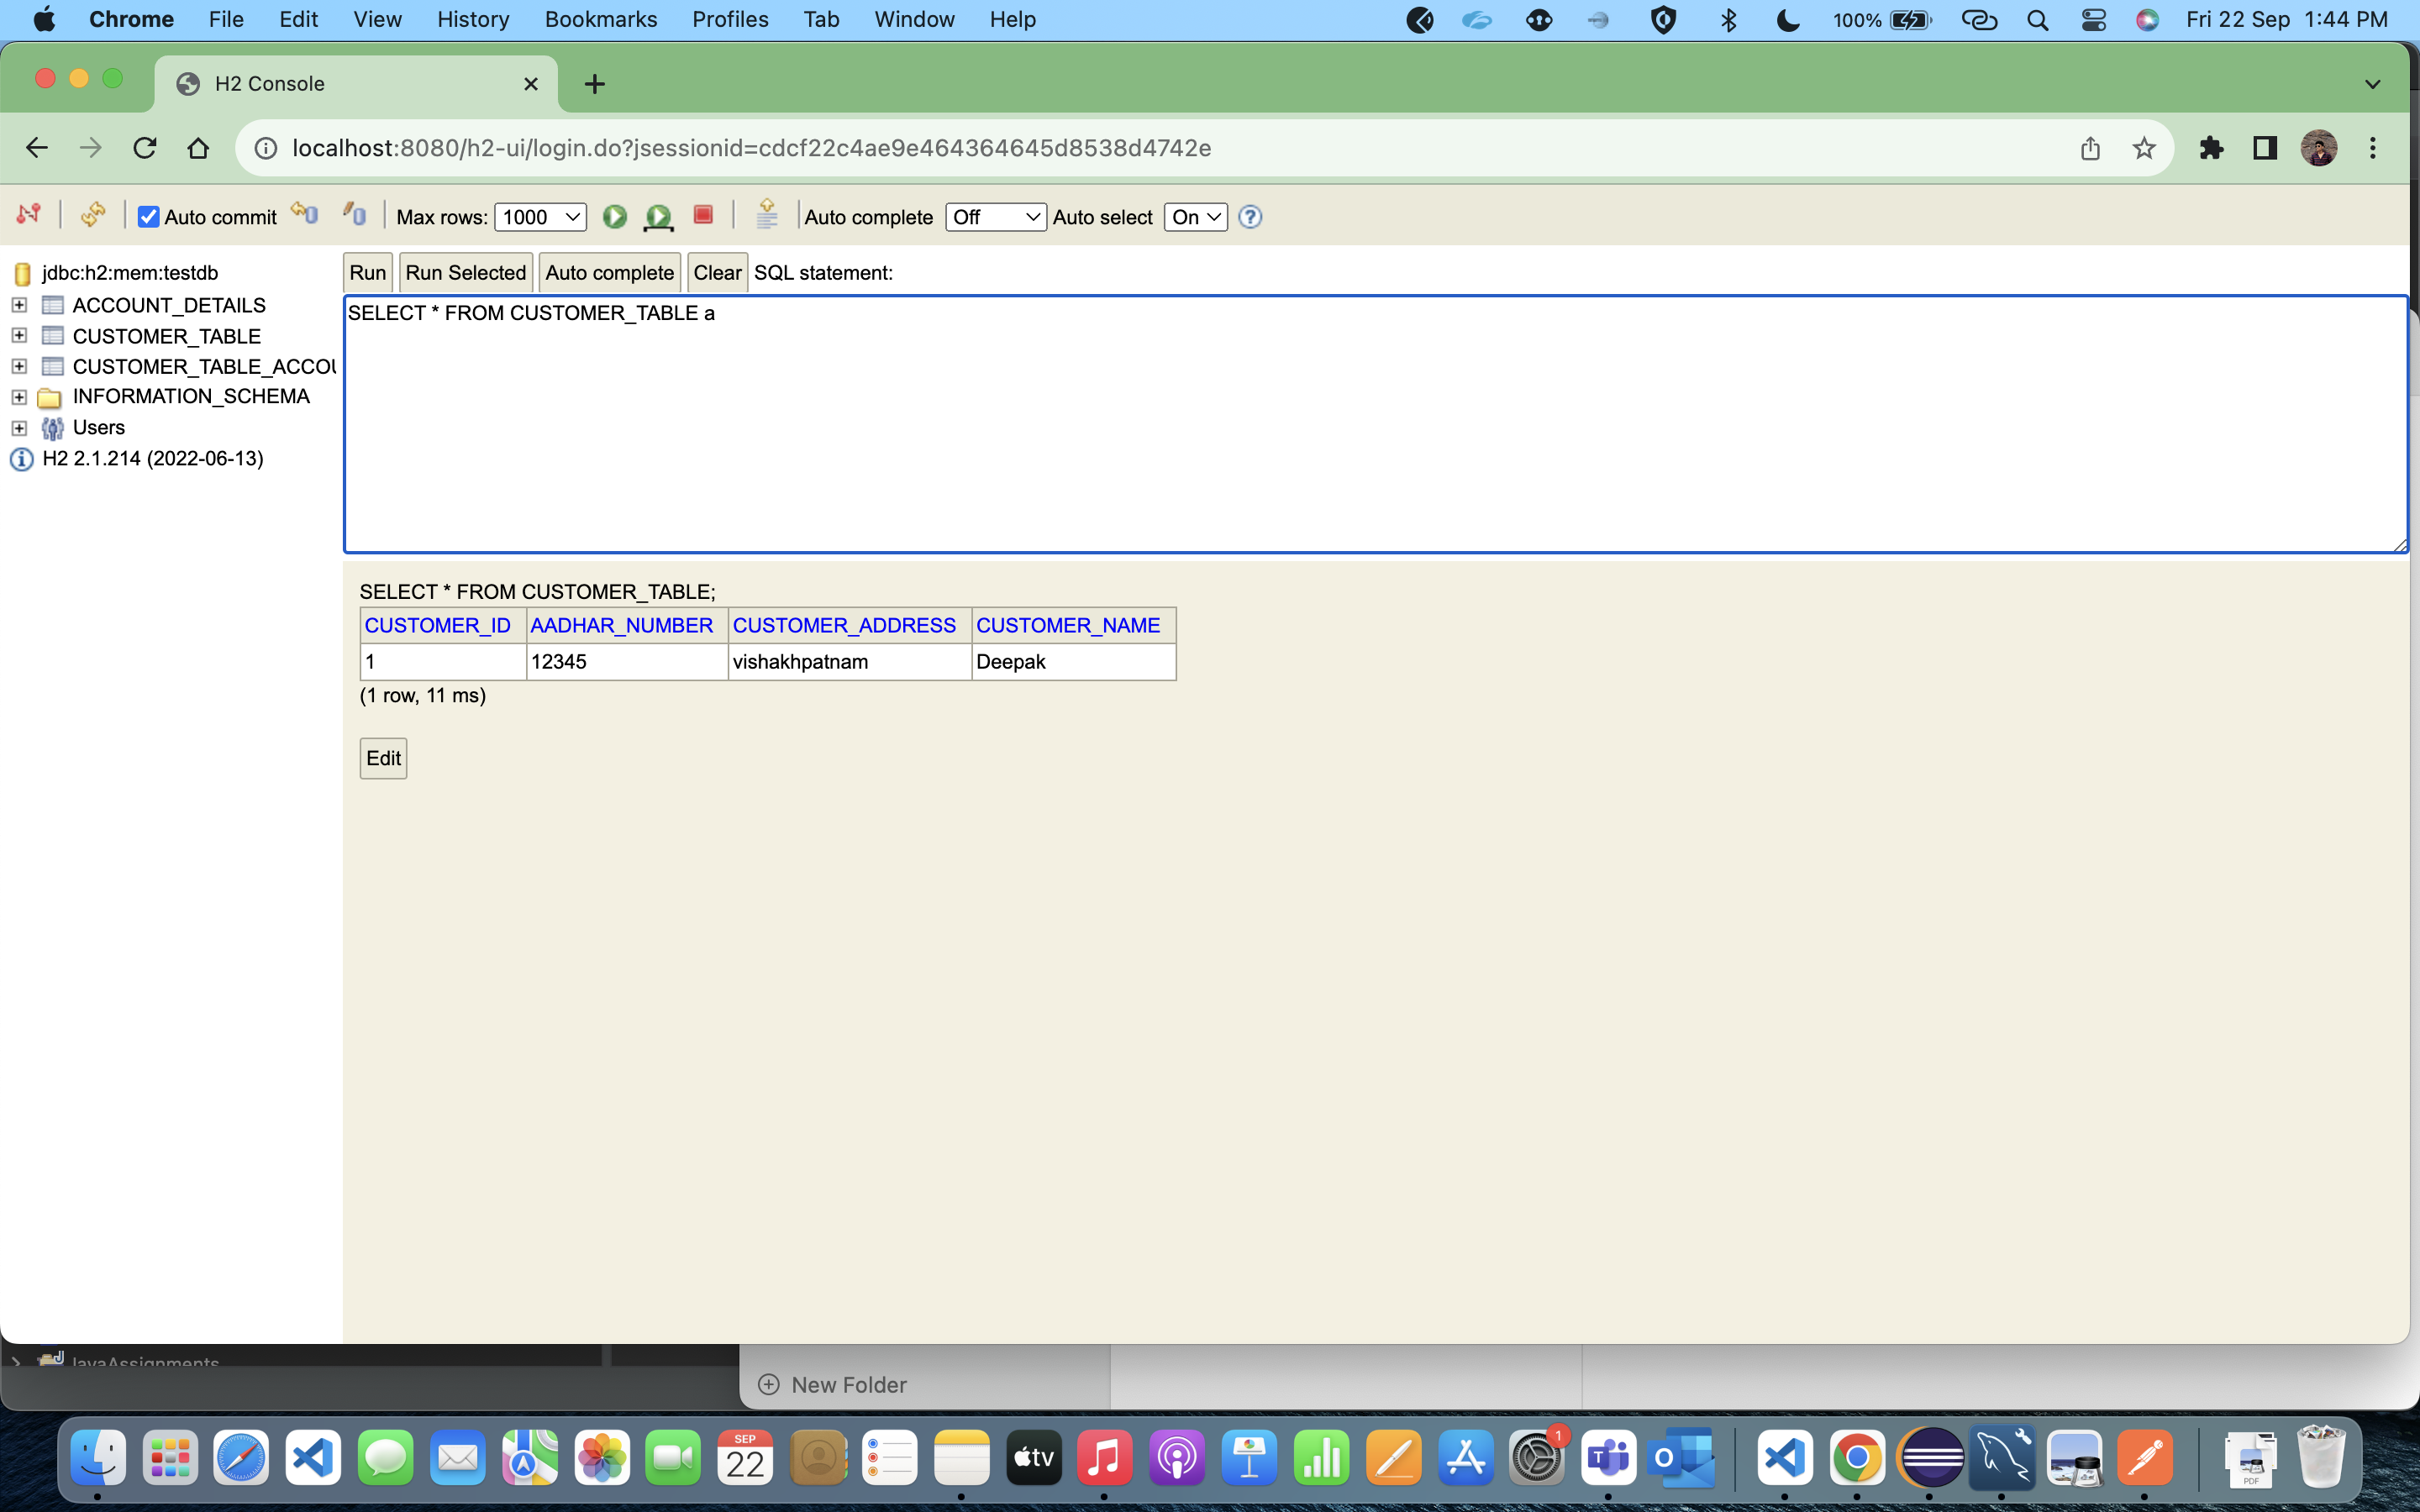 Chrome File Edit View History Bookmarks Profiles Tab Window Help 100% Fri 22 Sep 1:44 PM
H2 Console
localhost:8080/h2-ui/login.do?jsessionid=cdcf22c4ae9e464364645d8538d4742e
Auto commit Max rows: 1000 Auto complete Off Auto select On ?
jdbc:h2:mem:testdb
ACCOUNT_DETAILS
CUSTOMER_TABLE
CUSTOMER_TABLE_ACCOU
INFORMATION_SCHEMA
Users
H2 2.1.214 (2022-06-13)
Run Run Selected Auto complete Clear SQL statement:
SELECT * FROM CUSTOMER_TABLE a
SELECT * FROM CUSTOMER_TABLE;
CUSTOMER_ID AADHAR_NUMBER CUSTOMER_ADDRESS CUSTOMER_NAME
1 12345 vishakhpatnam Deepak
(1 row, 11 ms)
Edit
JavaAssignments
New Folder
SEP
22
tv
1
PDF